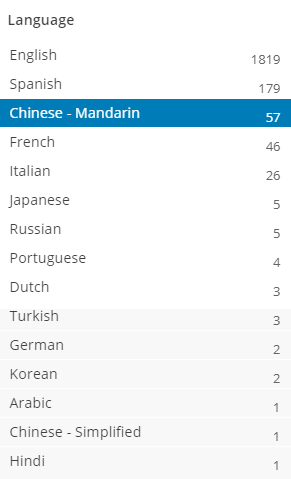 Language
English 1819
Spanish 179
Chinese - Mandarin 57
French 46
Italian 26
Japanese 5
Russian 5
Portuguese 4
Dutch 3
Turkish 3
German 2
Korean 2
Arabic 1
Chinese - Simplified 1
Hindi 1